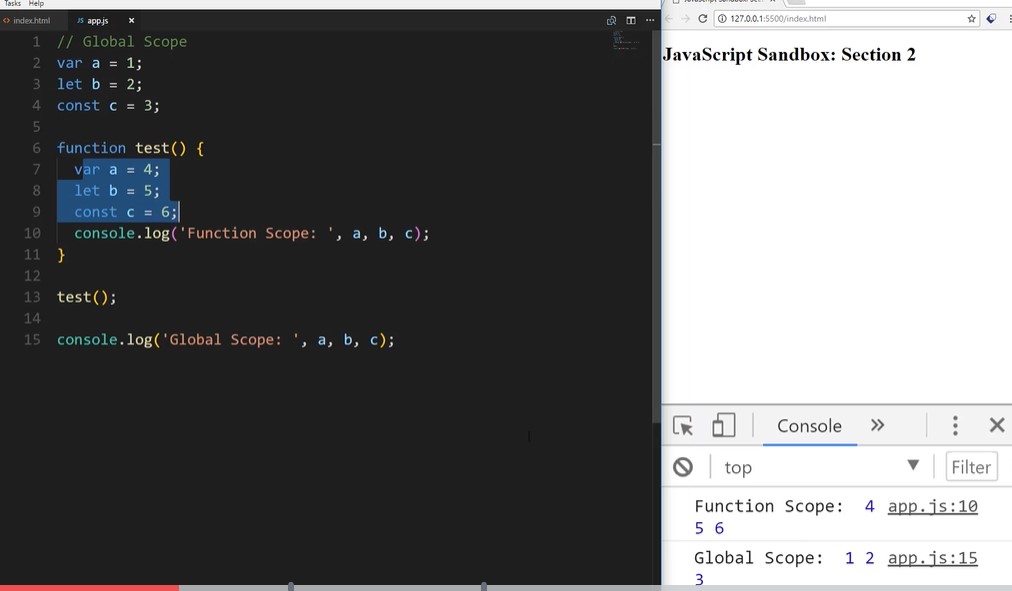 Tasks Help
index.html
JS app.js
1 // Global Scope
2 var a = 1;
3 let b = 2;
4 const c = 3;
5
6 function test() {
7 var a = 4;
8 let b = 5;
9 const c = 6;
10 console.log('Function Scope: ', a, b, c);
11 }
12
13 test();
14
15 console.log('Global Scope: ', a, b, c);
127.0.0.1:5500/index.html
JavaScript Sandbox: Section 2
Console
top
Filter
Function Scope: 4 app.js:10
5 6
Global Scope: 1 2 app.js:15
3